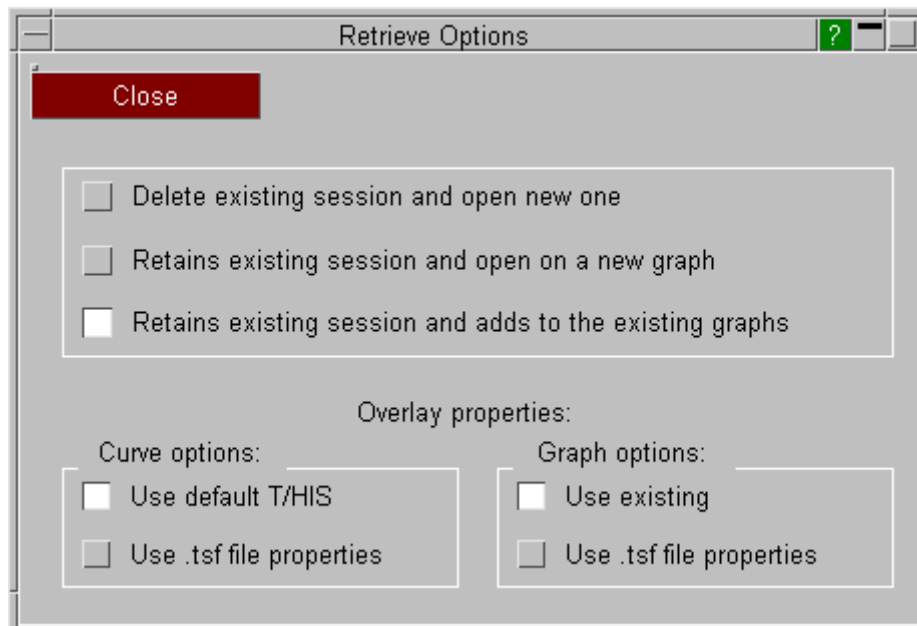 Retrieve Options
?
Close
Delete existing session and open new one
Retains existing session and open on a new graph
Retains existing session and adds to the existing graphs
Overlay properties:
Curve options:
Graph options:
Use default T/HIS
Use existing
Use .tsf file properties
Use .tsf file properties